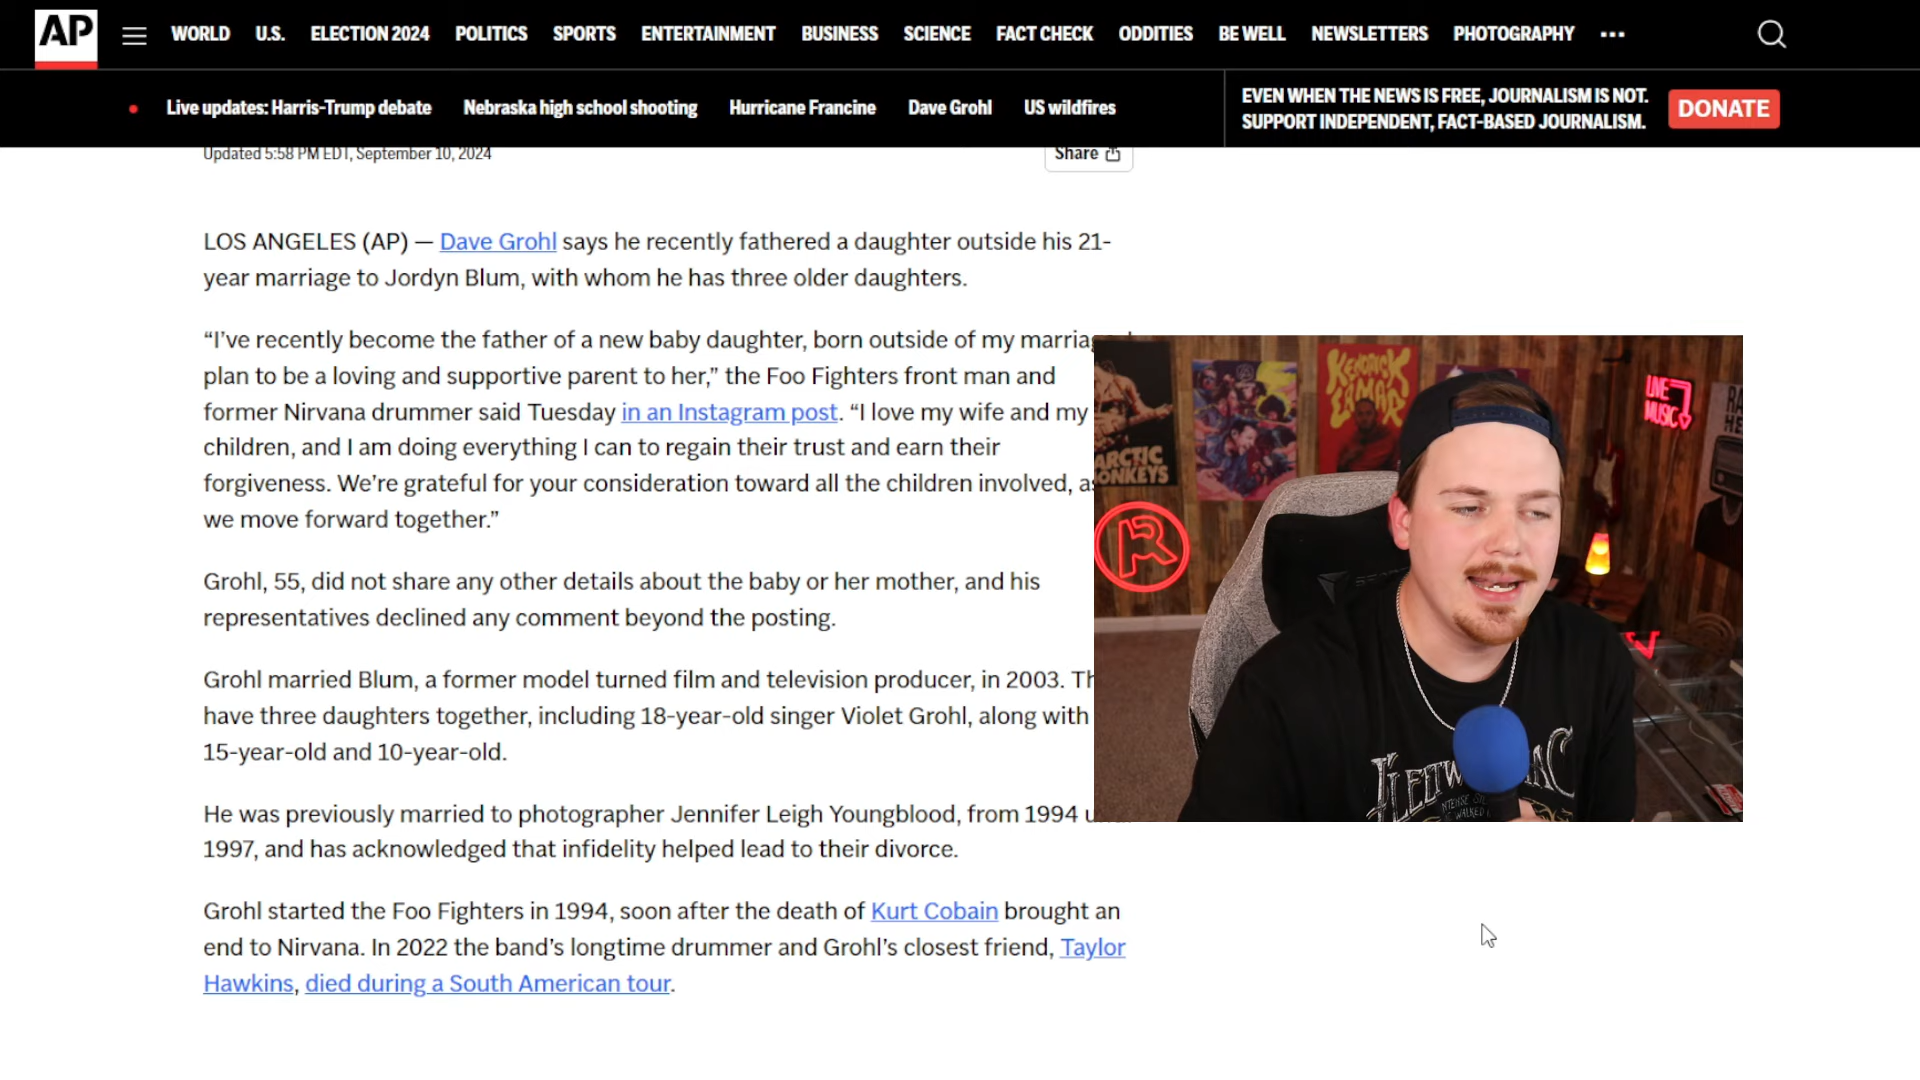 AP
WORLD U.S. ELECTION 2024 POLITICS SPORTS ENTERTAINMENT BUSINESS SCIENCE FACT CHECK ODDITIES BE WELL NEWSLETTERS PHOTOGRAPHY ...
Live updates: Harris-Trump debate Nebraska high school shooting Hurricane Francine Dave Grohl US wildfires
EVEN WHEN THE NEWS IS FREE, JOURNALISM IS NOT.
SUPPORT INDEPENDENT, FACT-BASED JOURNALISM.
DONATE
Updated 5:58 PM EDT, September 10, 2024
Share
LOS ANGELES (AP) — Dave Grohl says he recently fathered a daughter outside his 21-
year marriage to Jordyn Blum, with whom he has three older daughters.
“I’ve recently become the father of a new baby daughter, born outside of my
plan to be a loving and supportive parent to her,” the Foo Fighters front man and
former Nirvana drummer said Tuesday in an Instagram post. “I love my wife and my
children, and I am doing everything I can to regain their trust and earn their
forgiveness. We’re grateful for your consideration toward all the children involved,
we move forward together.”
Grohl, 55, did not share any other details about the baby or her mother, and his
representatives declined any comment beyond the posting.
Grohl married Blum, a former model turned film and television producer, in 2003.
have three daughters together, including 18-year-old singer Violet Grohl, along with
15-year-old and 10-year-old.
He was previously married to photographer Jennifer Leigh Youngblood, from 1994
1997, and has acknowledged that infidelity helped lead to their divorce.
Grohl started the Foo Fighters in 1994, soon after the death of Kurt Cobain brought an
end to Nirvana. In 2022 the band’s longtime drummer and Grohl’s closest friend, Taylor
Hawkins, died during a South American tour.
ARCTIC
MONKEYS
KENDRICK
LAMAR
LIVE
MUSIC
R